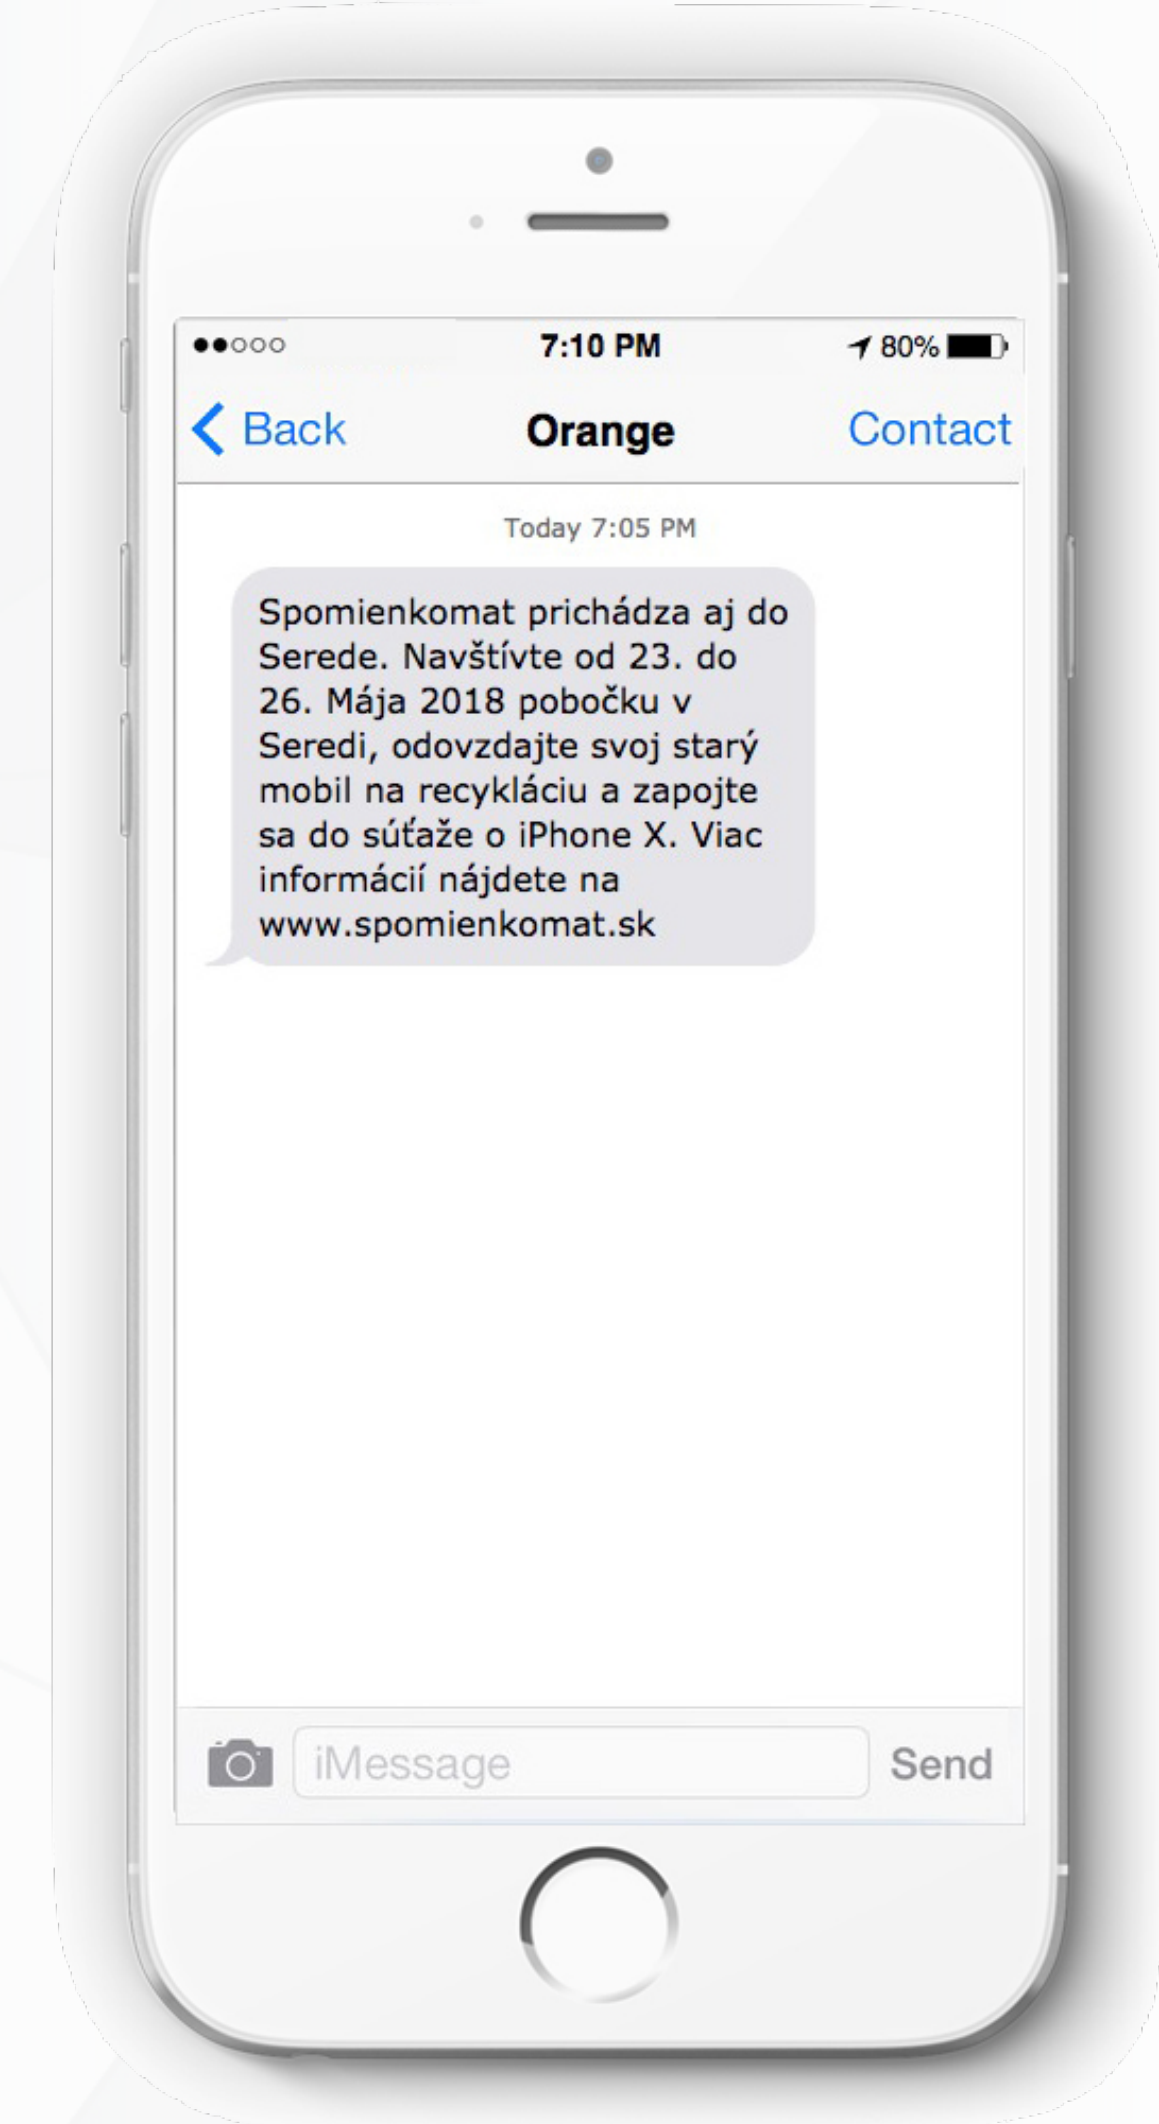 7:10 PM
80%
Back
Orange
Contact
Today 7:05 PM
Spomienkomat prichádza aj do
Serede. Navštívte od 23. do
26. Mája 2018 pobočku v
Seredi, odovzdajte svoj starý
mobil na recykláciu a zapojte
sa do súťaže o iPhone X. Viac
informácií nájdete na
www.spomienkomat.sk
iMessage
Send